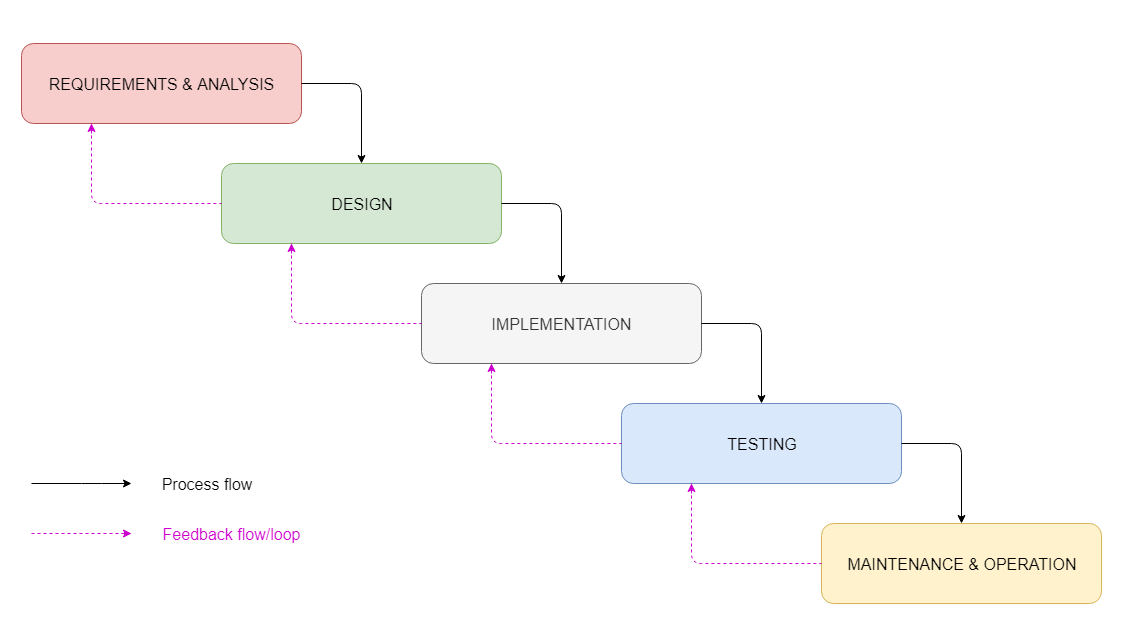 REQUIREMENTS & ANALYSIS
DESIGN
IMPLEMENTATION
TESTING
Process flow
Feedback flow/loop
MAINTENANCE & OPERATION